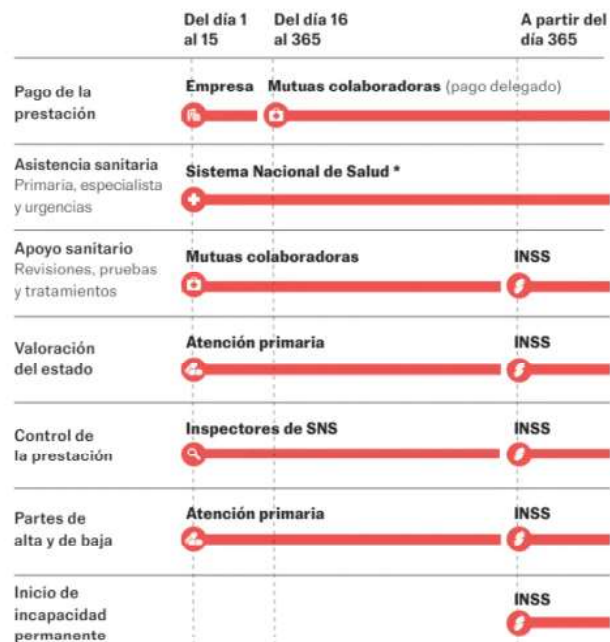 Del día 1
al 15
Del día 16
al 365
A partir del
día 365
Pago de la
prestación
Empresa
Mutuas colaboradoras (pago delegado)
Asistencia sanitaria
Primaria, especialista
y urgencias
Sistema Nacional de Salud *
Apoyo sanitario
Revisiones, pruebas
y tratamientos
Mutuas colaboradoras
INSS
Valoración
del estado
Atención primaria
INSS
Control de
la prestación
Inspectores de SNS
INSS
Partes de
alta y de baja
Atención primaria
INSS
Inicio de
incapacidad
permanente
INSS